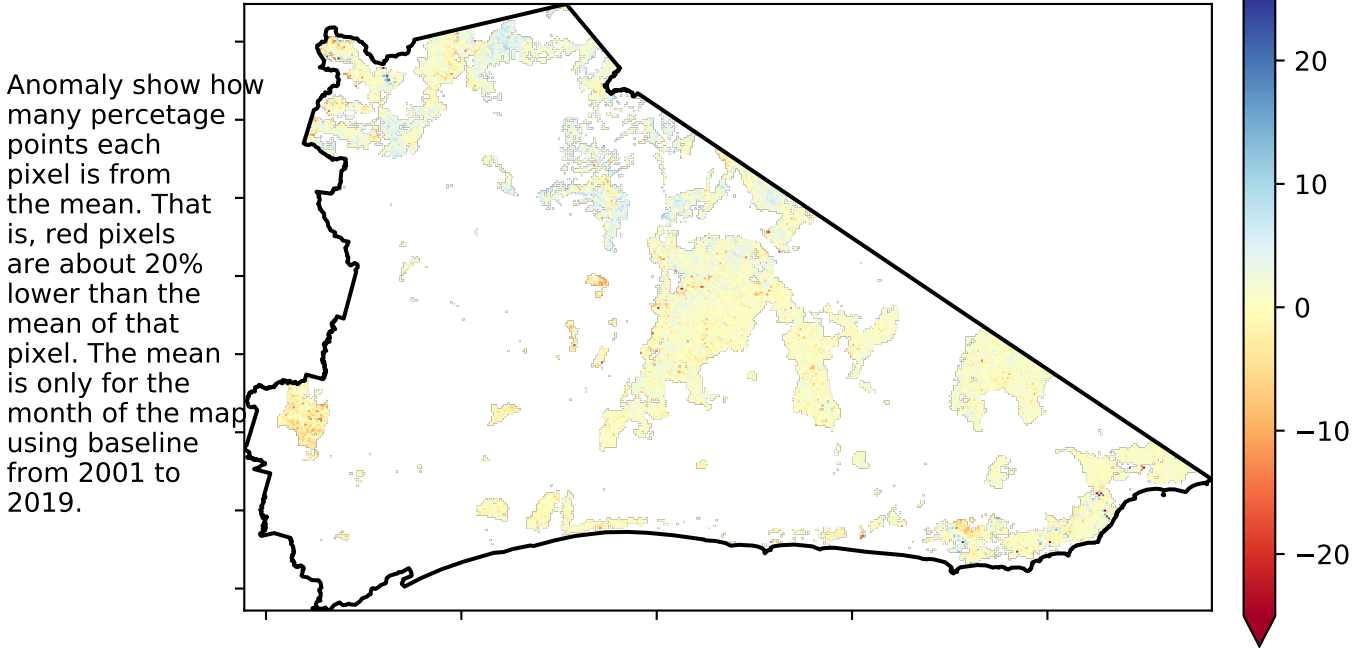 Anomaly show how
many percetage
points each
pixel is from
the mean. That
is, red pixels
are about 20%
lower than the
mean of that
pixel. The mean
is only for the
month of the map
using baseline
from 2001 to
2019.
20
10
0
−10
−20